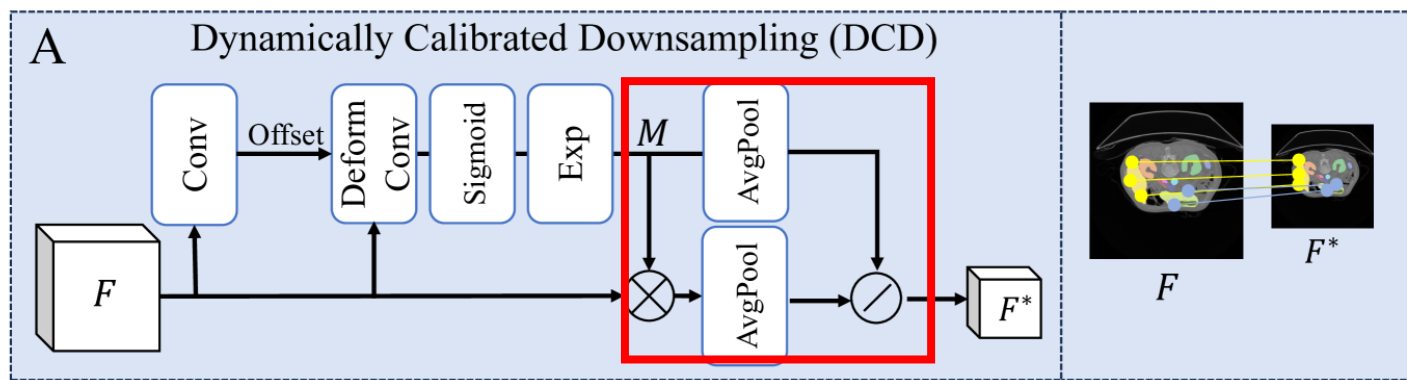 A
Dynamically Calibrated Downsampling (DCD)
Conv
Offset
Deform
Conv
Sigmoid
Exp
M
AvgPool
F
AvgPool
F*
F
F*